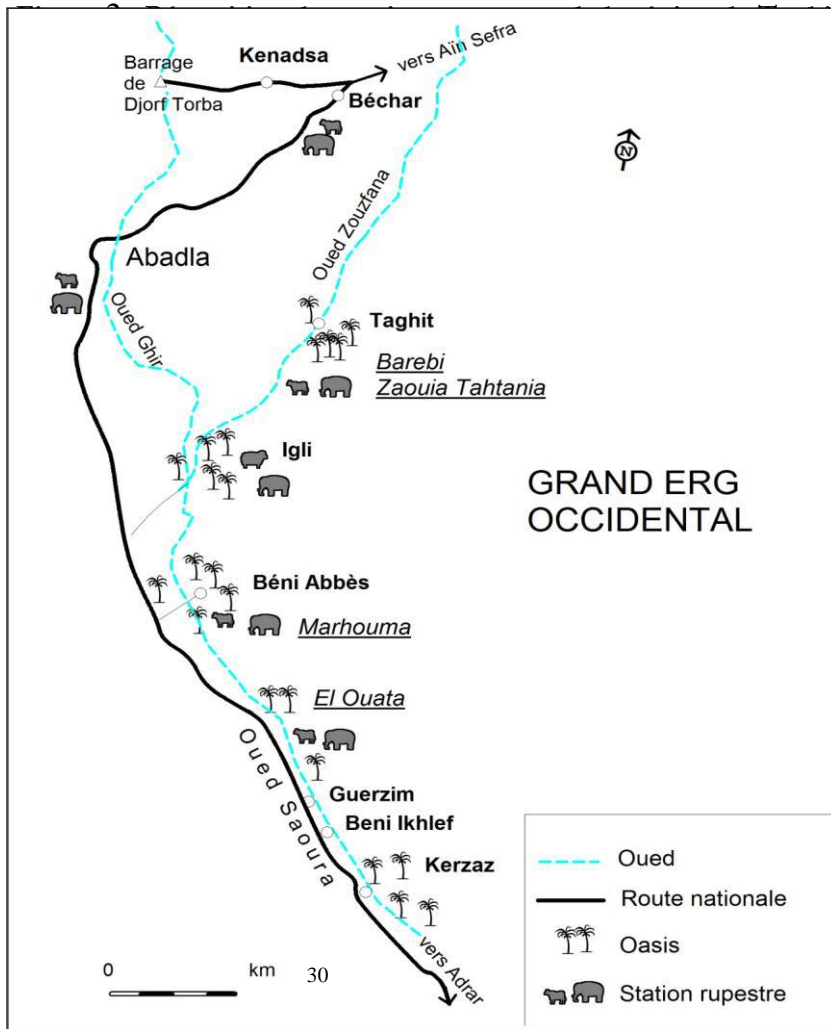 Barrage
de
Djorf Torba
Kenadsa
vers Aïn Sefra
Béchar
N
Oued Zouzfana
Abadla
Oued Ghir
Taghit
Barebi
Zaouia Tahtania
Igli
GRAND ERG
OCCIDENTAL
Béni Abbès
Marhouma
El Ouata
Oued Saoura
Guerzim
Beni Ikhlef
Kerzaz
vers Adrar
0 km 30
Oued
Route nationale
Oasis
Station rupestre